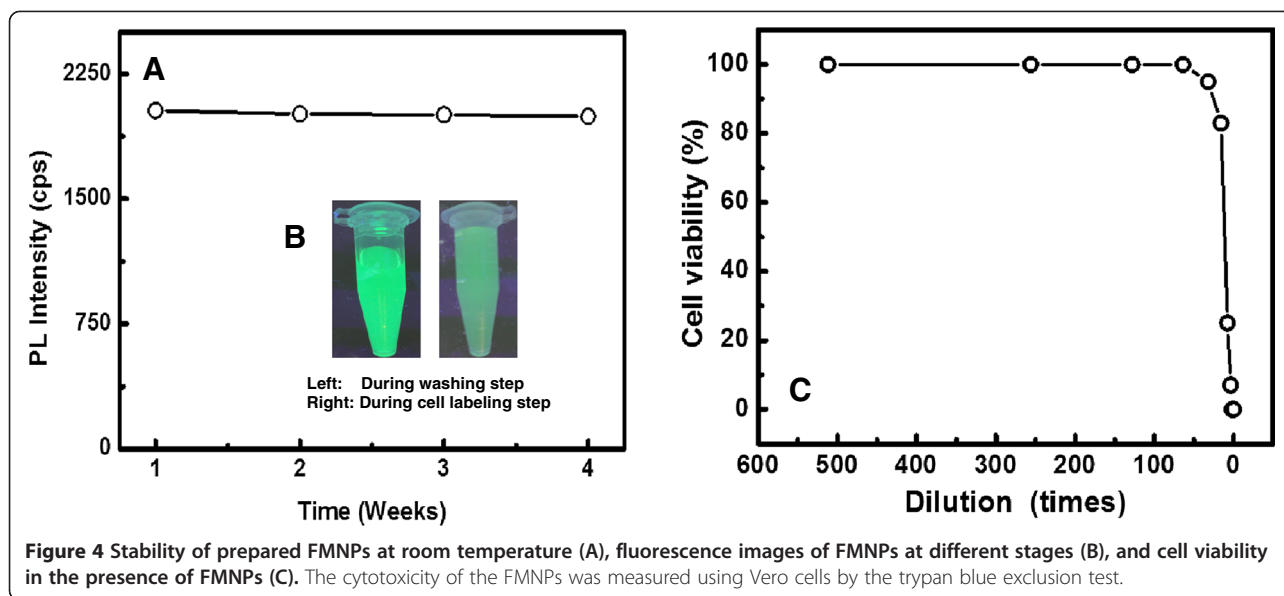 A
2250
1500
750
0
PL Intensity (cps)
1
2
3
4
Time (Weeks)
B
Left: During washing step
Right: During cell labeling step
100
80
60
40
20
0
Cell viability (%)
C
600
500
400
300
200
100
0
Dilution (times)
Figure 4 Stability of prepared FMNPs at room temperature (A), fluorescence images of FMNPs at different stages (B), and cell viability
in the presence of FMNPs (C). The cytotoxicity of the FMNPs was measured using Vero cells by the trypan blue exclusion test.